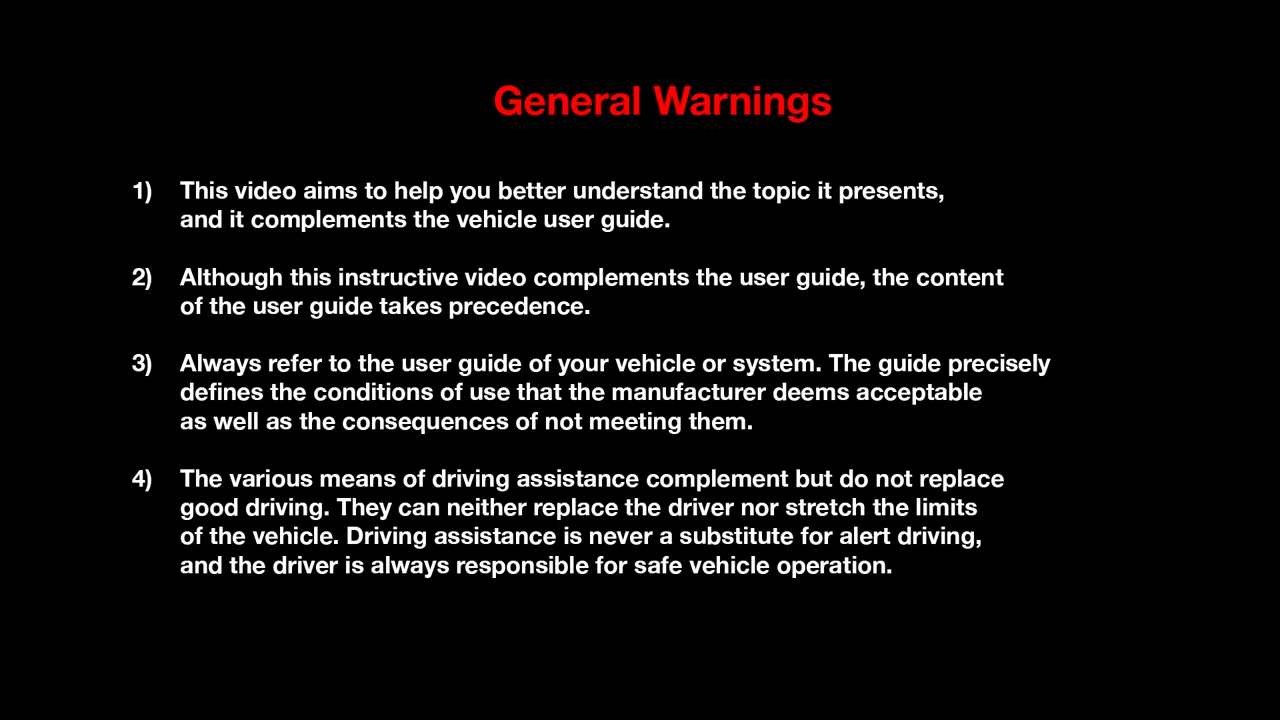 General Warnings
1) This video aims to help you better understand the topic it presents,
and it complements the vehicle user guide.
2) Although this instructive video complements the user guide, the content
of the user guide takes precedence.
3) Always refer to the user guide of your vehicle or system. The guide precisely
defines the conditions of use that the manufacturer deems acceptable
as well as the consequences of not meeting them.
4) The various means of driving assistance complement but do not replace
good driving. They can neither replace the driver nor stretch the limits
of the vehicle. Driving assistance is never a substitute for alert driving,
and the driver is always responsible for safe vehicle operation.